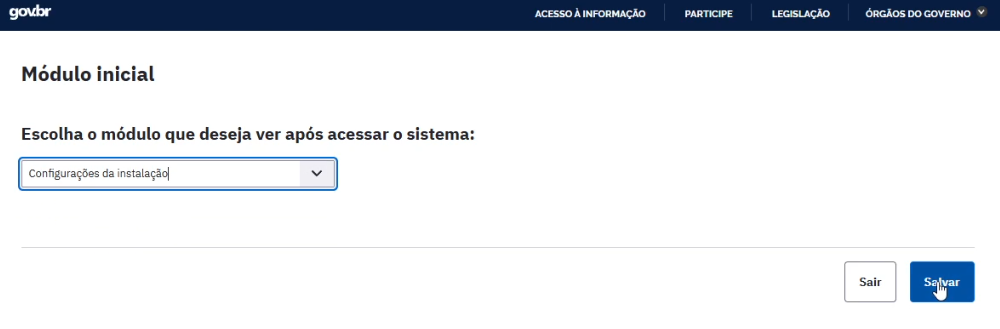 gov.br ACESSO À INFORMAÇÃO PARTICIPE LEGISLAÇÃO ÓRGÃOS DO GOVERNO
Módulo inicial
Escolha o módulo que deseja ver após acessar o sistema:
Configurações da instalação
Sair Salvar